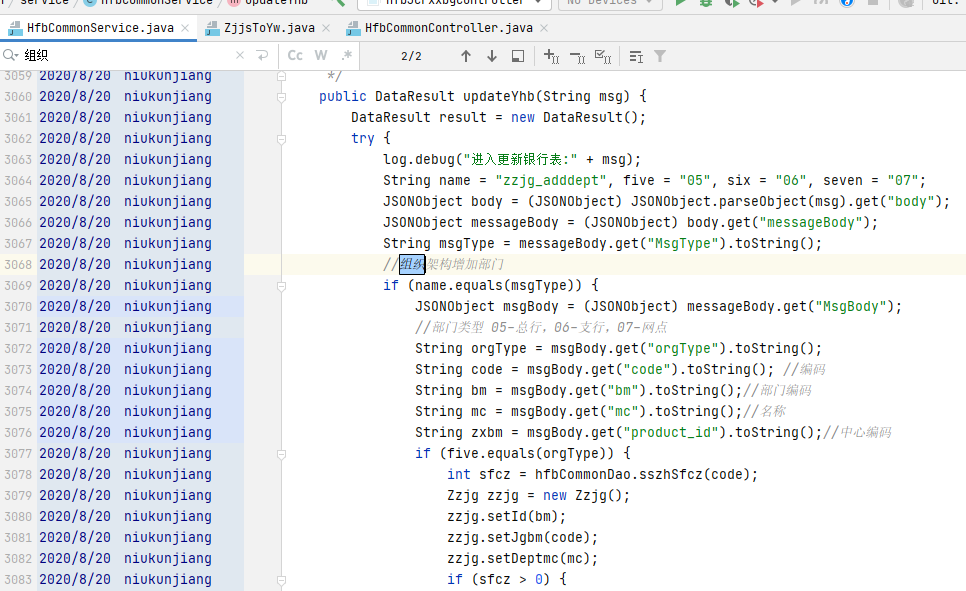 service HfbCommonService updateYhb HfbJcrxxbgController No Devices Git:
HfbCommonService.java × ZjjsToYw.java × HfbCommonController.java ×
组织 × Cc W .* 2/2
3059 2020/8/20 niukunjiang */
3060 2020/8/20 niukunjiang public DataResult updateYhb(String msg) {
3061 2020/8/20 niukunjiang DataResult result = new DataResult();
3062 2020/8/20 niukunjiang try {
3063 2020/8/20 niukunjiang log.debug("进入更新银行表:" + msg);
3064 2020/8/20 niukunjiang String name = "zzjg_adddept", five = "05", six = "06", seven = "07";
3065 2020/8/20 niukunjiang JSONObject body = (JSONObject) JSONObject.parseObject(msg).get("body");
3066 2020/8/20 niukunjiang JSONObject messageBody = (JSONObject) body.get("messageBody");
3067 2020/8/20 niukunjiang String msgType = messageBody.get("MsgType").toString();
3068 2020/8/20 niukunjiang //组织架构增加部门
3069 2020/8/20 niukunjiang if (name.equals(msgType)) {
3070 2020/8/20 niukunjiang JSONObject msgBody = (JSONObject) messageBody.get("MsgBody");
3071 2020/8/20 niukunjiang //部门类型 05-总行，06-支行，07-网点
3072 2020/8/20 niukunjiang String orgType = msgBody.get("orgType").toString();
3073 2020/8/20 niukunjiang String code = msgBody.get("code").toString(); //编码
3074 2020/8/20 niukunjiang String bm = msgBody.get("bm").toString();//部门编码
3075 2020/8/20 niukunjiang String mc = msgBody.get("mc").toString();//名称
3076 2020/8/20 niukunjiang String zxbm = msgBody.get("product_id").toString();//中心编码
3077 2020/8/20 niukunjiang if (five.equals(orgType)) {
3078 2020/8/20 niukunjiang int sfcz = hfbCommonDao.sszhSfcz(code);
3079 2020/8/20 niukunjiang Zzjg zzjg = new Zzjg();
3080 2020/8/20 niukunjiang zzjg.setId(bm);
3081 2020/8/20 niukunjiang zzjg.setJgbm(code);
3082 2020/8/20 niukunjiang zzjg.setDeptmc(mc);
3083 2020/8/20 niukunjiang if (sfcz > 0) {